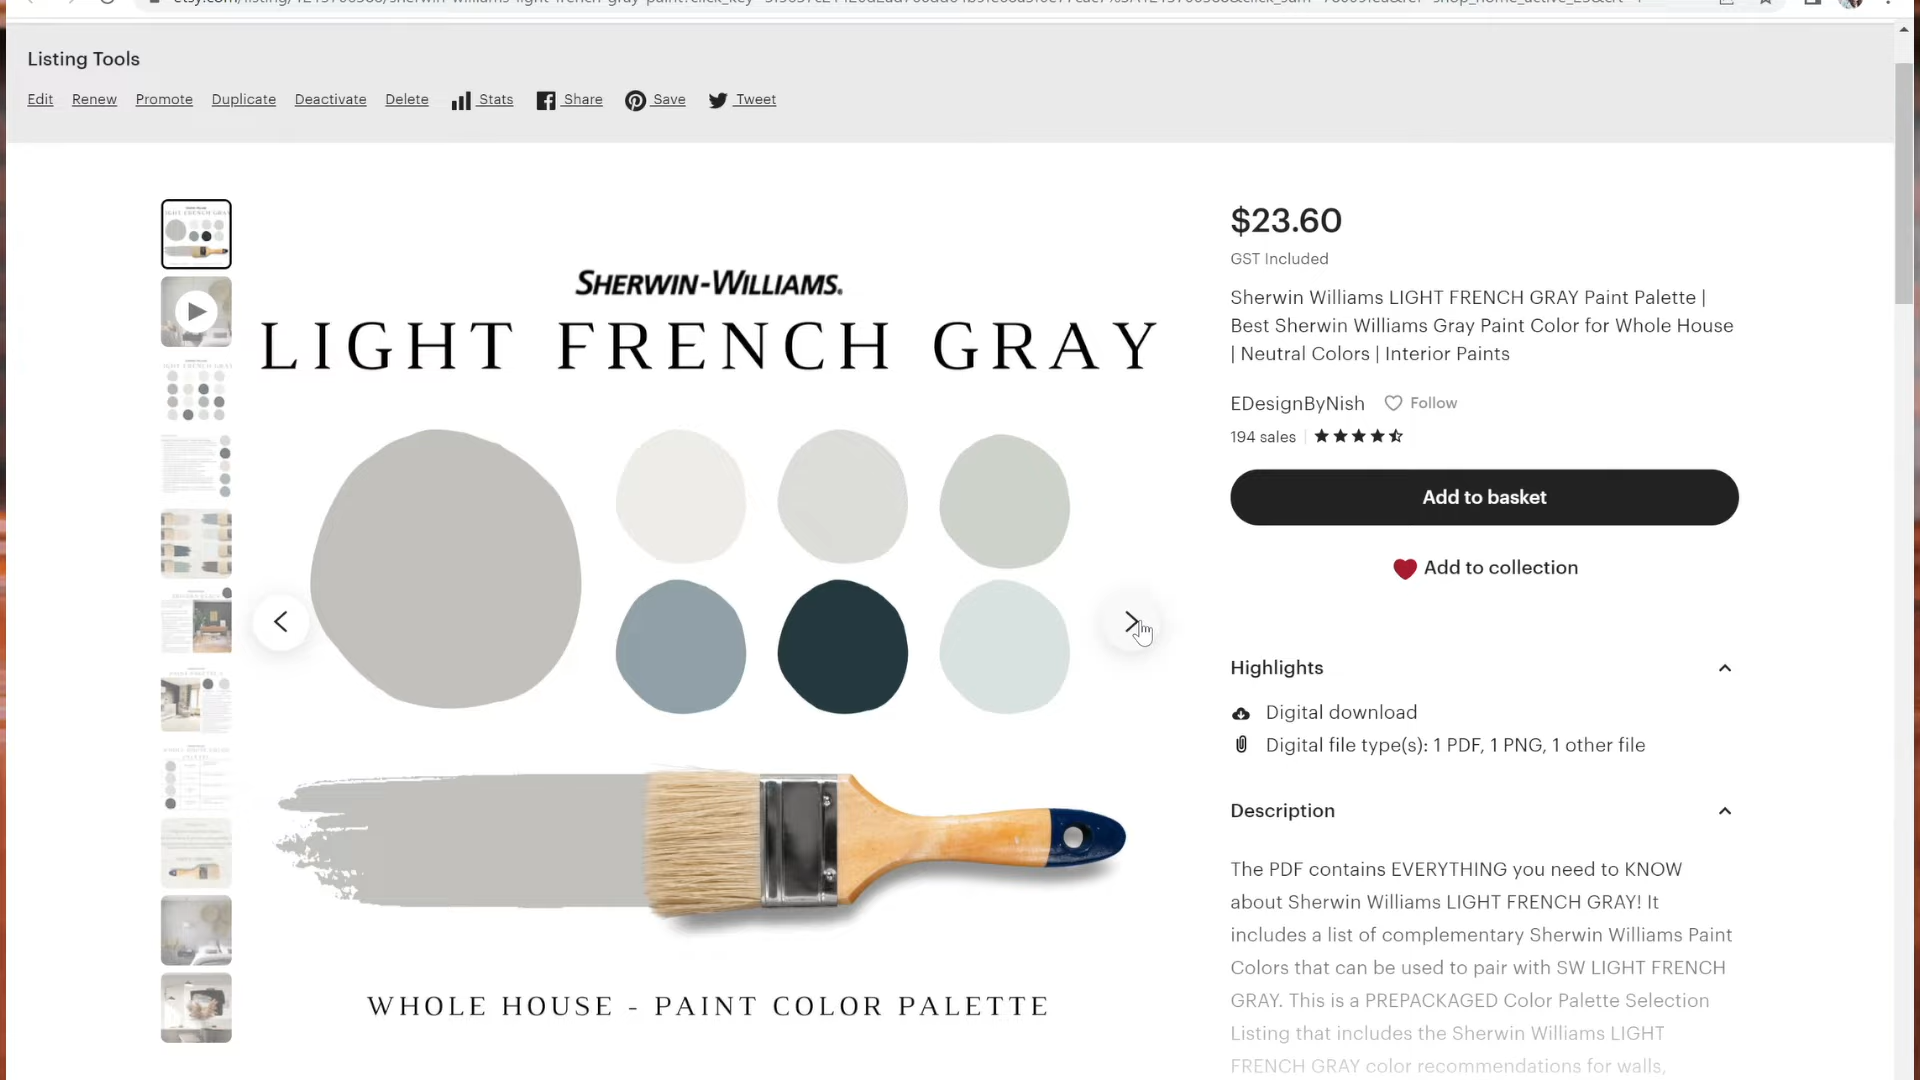 Listing Tools
Edit Renew Promote Duplicate Deactivate Delete Stats Share Save Tweet
SHERWIN-WILLIAMS.
LIGHT FRENCH GRAY
WHOLE HOUSE - PAINT COLOR PALETTE
$23.60
GST Included
Sherwin Williams LIGHT FRENCH GRAY Paint Palette |
Best Sherwin Williams Gray Paint Color for Whole House
| Neutral Colors | Interior Paints
EDesignByNish Follow
194 sales
Add to basket
Add to collection
Highlights
Digital download
Digital file type(s): 1 PDF, 1 PNG, 1 other file
Description
The PDF contains EVERYTHING you need to KNOW
about Sherwin Williams LIGHT FRENCH GRAY! It
includes a list of complementary Sherwin Williams Paint
Colors that can be used to pair with SW LIGHT FRENCH
GRAY. This is a PREPACKAGED Color Palette Selection
Listing that includes the Sherwin Williams LIGHT
FRENCH GRAY color recommendations for walls,